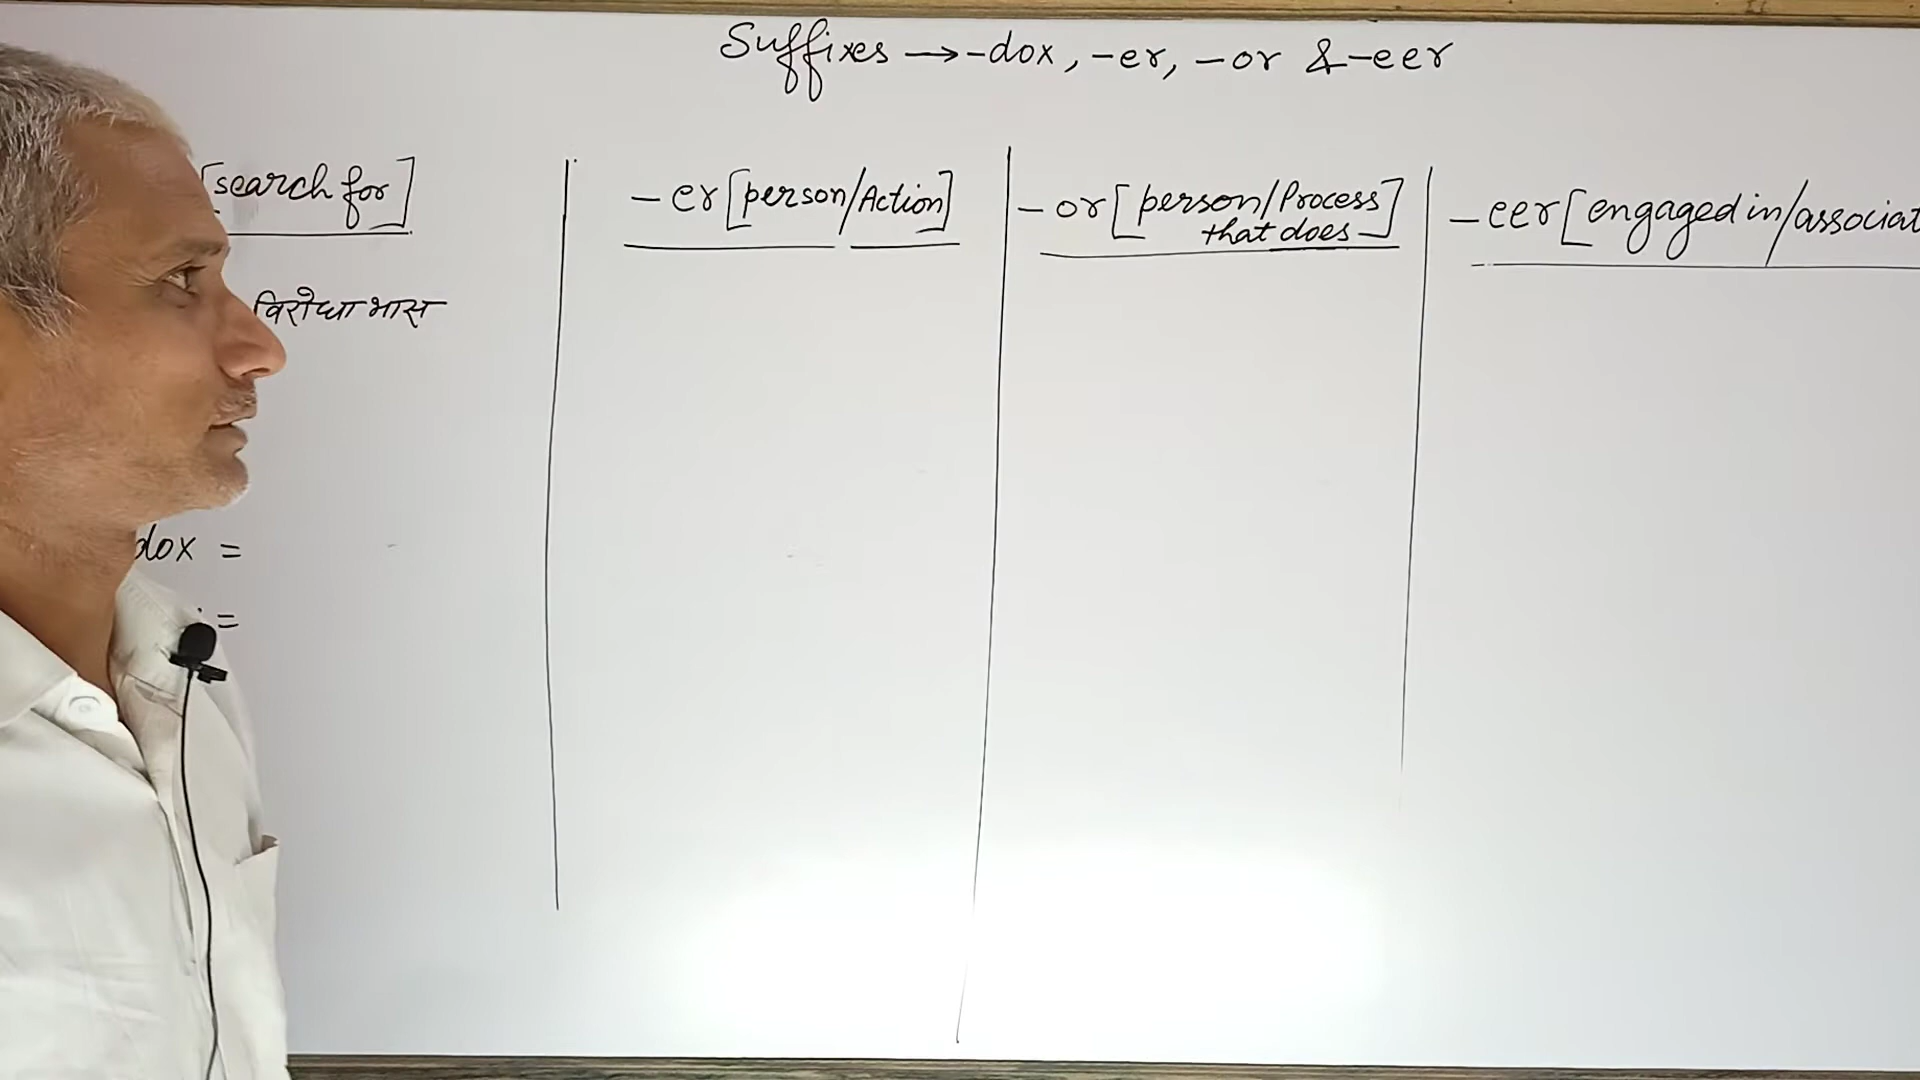 Suffixes → -dox, -er, -or & -eer
[search for]
-er [person/Action]
-or [person/Process that does]
-eer [engaged in/associat
विरोधाभास
dox =
=